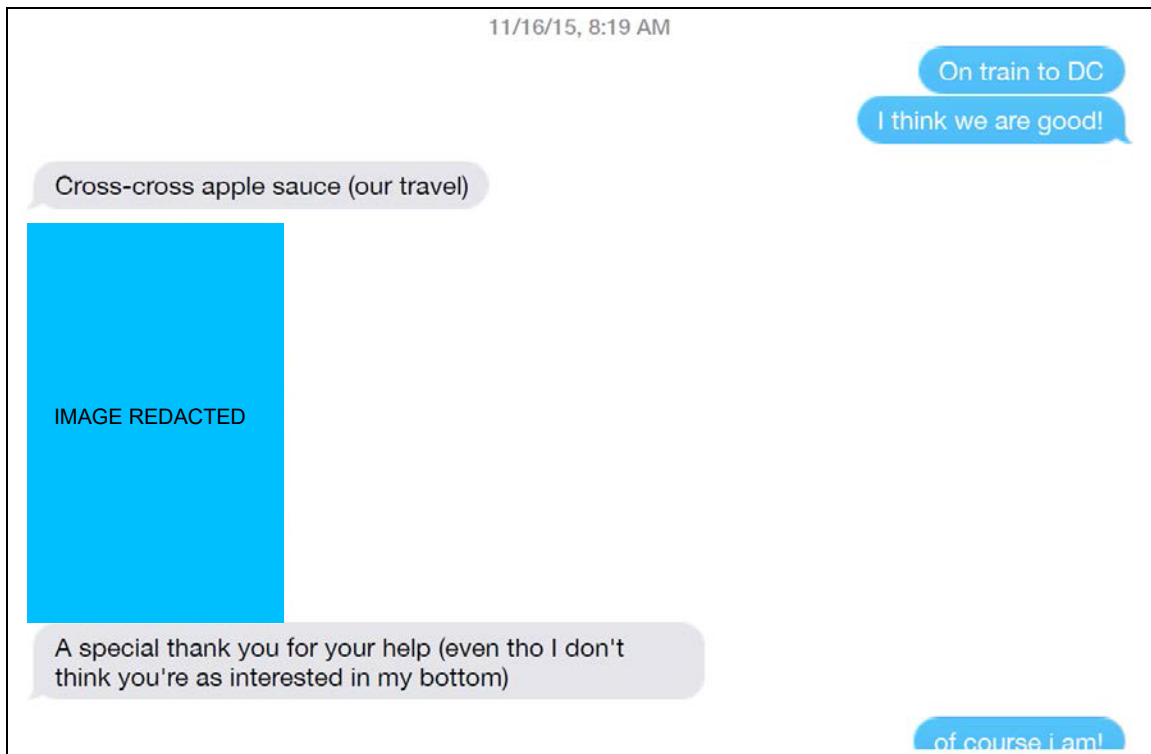 11/16/15, 8:19 AM
On train to DC
I think we are good!
Cross-cross apple sauce (our travel)
IMAGE REDACTED
A special thank you for your help (even tho I don't
think you're as interested in my bottom)
of course i am!